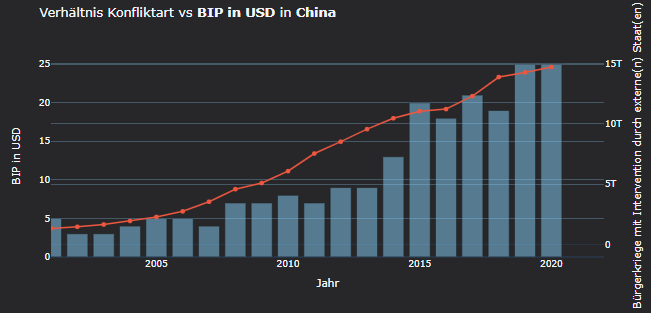 Verhältnis Konfliktart vs BIP in USD in China
BIP in USD
25
20
15
10
5
0
15T
10T
5T
0
Bürgerkriege mit Intervention durch externe(n) Staat(en)
2005
2010
2015
2020
Jahr